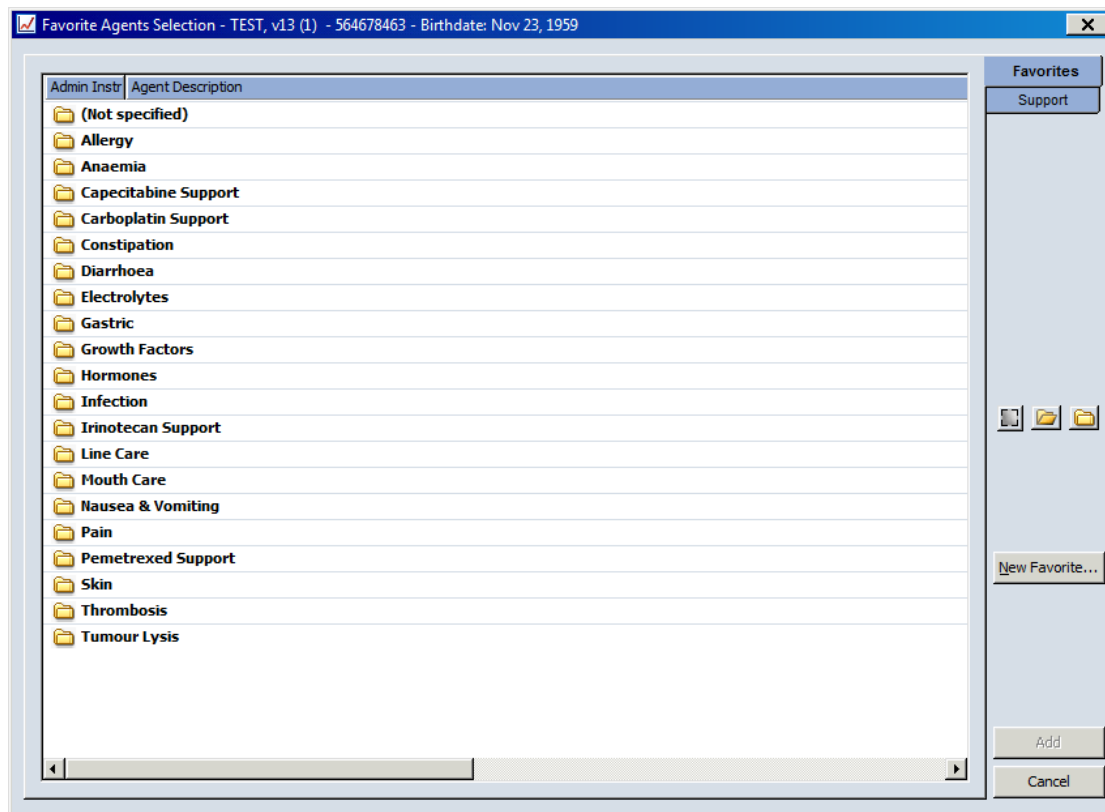 Favorite Agents Selection - TEST, v13 (1) - 564678463 - Birthdate: Nov 23, 1959
Favorites
Support
Admin Instr Agent Description
(Not specified)
Allergy
Anaemia
Capecitabine Support
Carboplatin Support
Constipation
Diarrhoea
Electrolytes
Gastric
Growth Factors
Hormones
Infection
Irinotecan Support
Line Care
Mouth Care
Nausea & Vomiting
Pain
Pemetrexed Support
Skin
Thrombosis
Tumour Lysis
New Favorite...
Add
Cancel